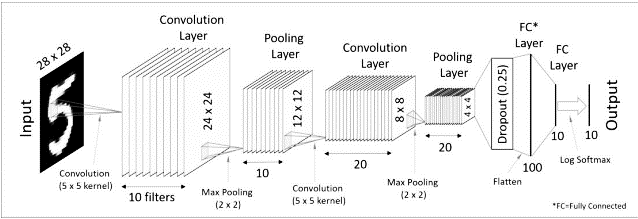 Input
28 × 28
5
Convolution
(5 x 5 kernel)
Convolution
Layer
24 x 24
10 filters
Max Pooling
(2 x 2)
Pooling
Layer
12 x 12
10
Convolution
(5 x 5 kernel)
Convolution
Layer
8 x 8
20
Max Pooling
(2 x 2)
Pooling
Layer
4 x 4
20
Flatten
Dropout (0.25)
FC*
Layer
100
FC
Layer
10
Log Softmax
10
Output
*FC=Fully Connected